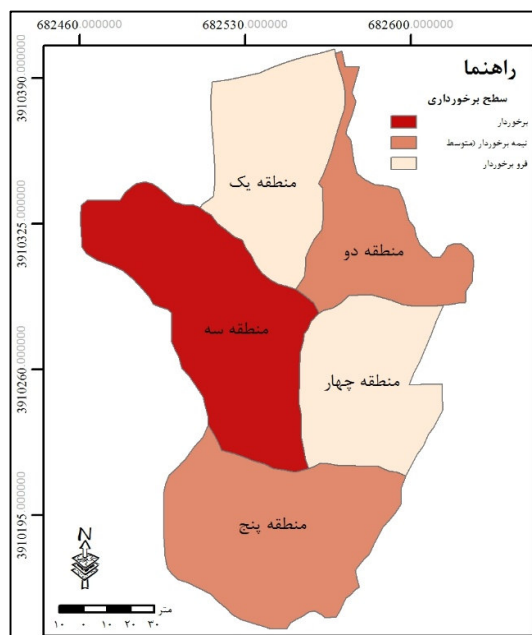 682460.000000 682530.000000 682600.000000
3910390.000000
3910325.000000
3910260.000000
3910195.000000
راهنما
سطح برخورداری
برخوردار
نیمه برخوردار (متوسط
فرو برخوردار
منطقه یک
منطقه دو
منطقه سه
منطقه چهار
منطقه پنج
N
متر
۱۰ ۰ ۱۰ ۲۰ ۳۰